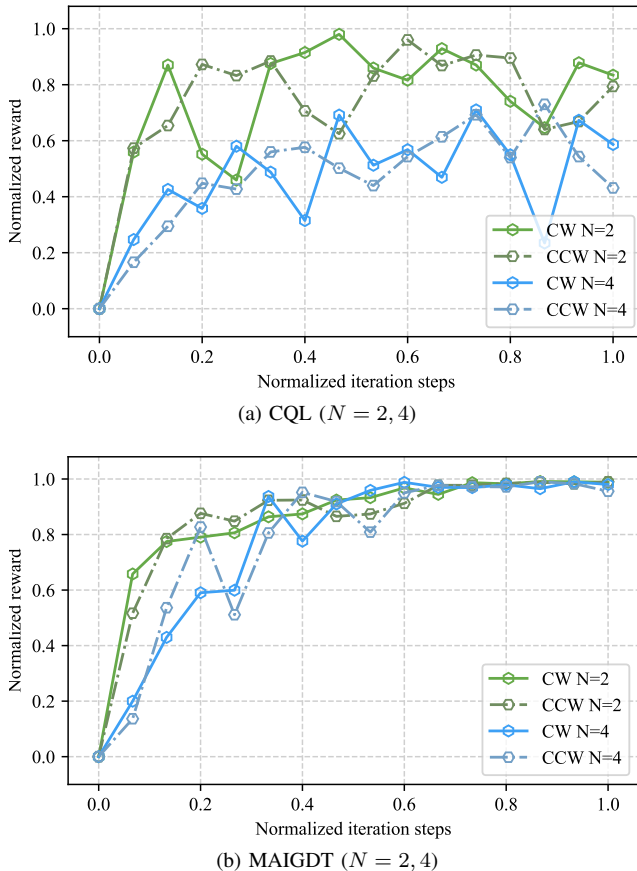 1.0
0.8
0.6
0.4
0.2
0.0
Normalized reward
CW N=2
CCW N=2
CW N=4
CCW N=4
0.0 0.2 0.4 0.6 0.8 1.0
Normalized iteration steps
(a) CQL (N = 2, 4)
1.0
0.8
0.6
0.4
0.2
0.0
Normalized reward
CW N=2
CCW N=2
CW N=4
CCW N=4
0.0 0.2 0.4 0.6 0.8 1.0
Normalized iteration steps
(b) MAIGDT (N = 2, 4)